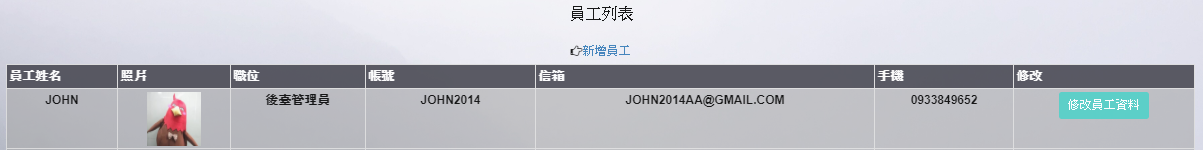 員工列表
新增員工
員工姓名 照片 職位 帳號 信箱 手機 修改
JOHN 後臺管理員 JOHN2014 JOHN2014AA@GMAIL.COM 0933849652 修改員工資料